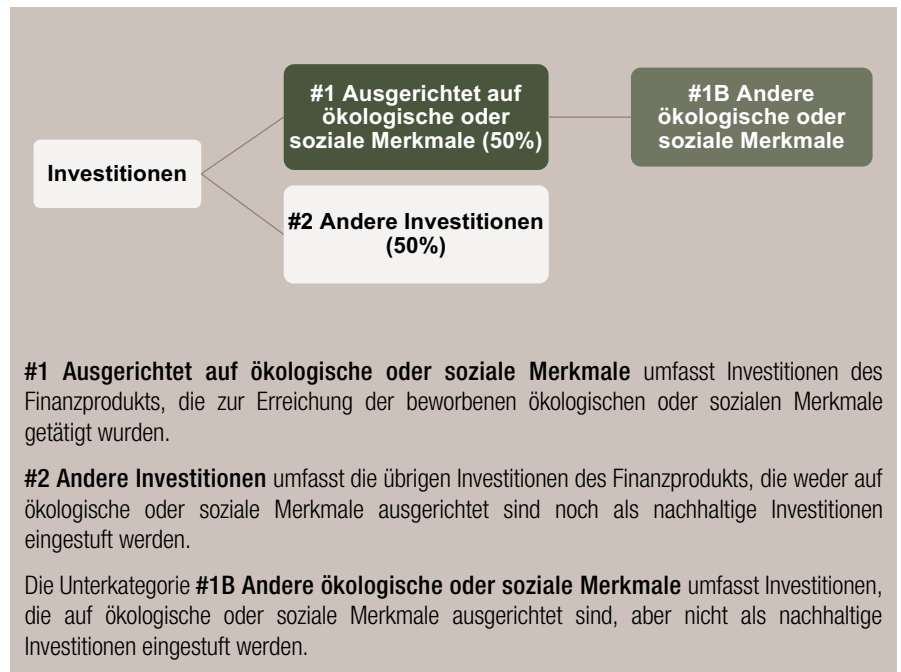 #1 Ausgerichtet auf
ökologische oder
soziale Merkmale (50%)
#1B Andere
ökologische oder
soziale Merkmale
Investitionen
#2 Andere Investitionen
(50%)
#1 Ausgerichtet auf ökologische oder soziale Merkmale umfasst Investitionen des
Finanzprodukts, die zur Erreichung der beworbenen ökologischen oder sozialen Merkmale
getätigt wurden.
#2 Andere Investitionen umfasst die übrigen Investitionen des Finanzprodukts, die weder auf
ökologische oder soziale Merkmale ausgerichtet sind noch als nachhaltige Investitionen
eingestuft werden.
Die Unterkategorie #1B Andere ökologische oder soziale Merkmale umfasst Investitionen,
die auf ökologische oder soziale Merkmale ausgerichtet sind, aber nicht als nachhaltige
Investitionen eingestuft werden.